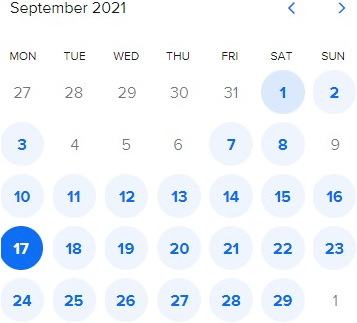 September 2021
MON TUE WED THU FRI SAT SUN
27 28 29 30 31 1 2
3 4 5 6 7 8 9
10 11 12 13 14 15 16
17 18 19 20 21 22 23
24 25 26 27 28 29 1